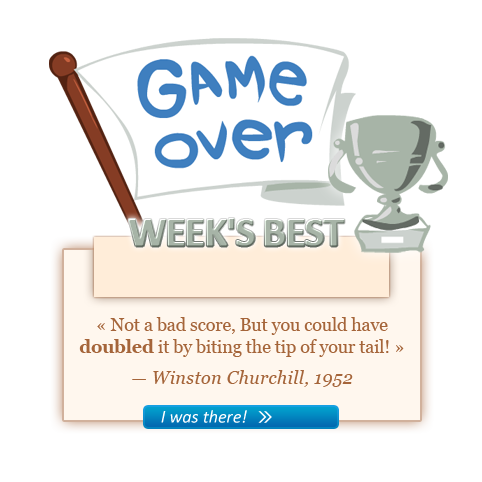 GAME
over
WEEK'S BEST
« Not a bad score, But you could have
doubled it by biting the tip of your tail! »
— Winston Churchill, 1952
I was there! »